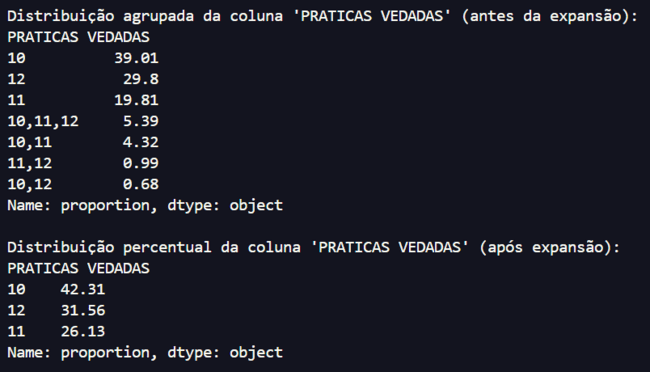 Distribuição agrupada da coluna 'PRATICAS VEDADAS' (antes da expansão):
PRATICAS VEDADAS
10          39.01
12           29.8
11          19.81
10,11,12     5.39
10,11        4.32
11,12        0.99
10,12        0.68
Name: proportion, dtype: object

Distribuição percentual da coluna 'PRATICAS VEDADAS' (após expansão):
PRATICAS VEDADAS
10    42.31
12    31.56
11    26.13
Name: proportion, dtype: object